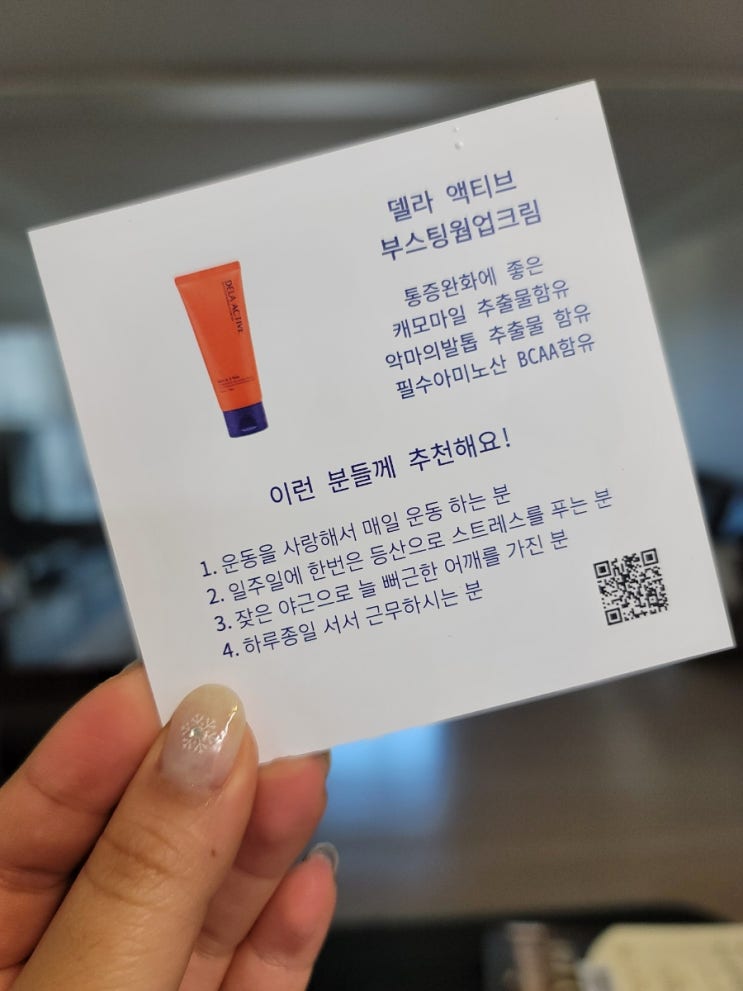 델라 액티브
부스팅웜업크림
통증완화에 좋은
캐모마일 추출물함유
악마의발톱 추출물 함유
필수아미노산 BCAA함유
DELA ACTIVE
이런 분들께 추천해요!
1. 운동을 사랑해서 매일 운동 하는 분
2. 일주일에 한번은 등산으로 스트레스를 푸는 분
3. 잦은 야근으로 늘 뻐근한 어깨를 가진 분
4. 하루종일 서서 근무하시는 분